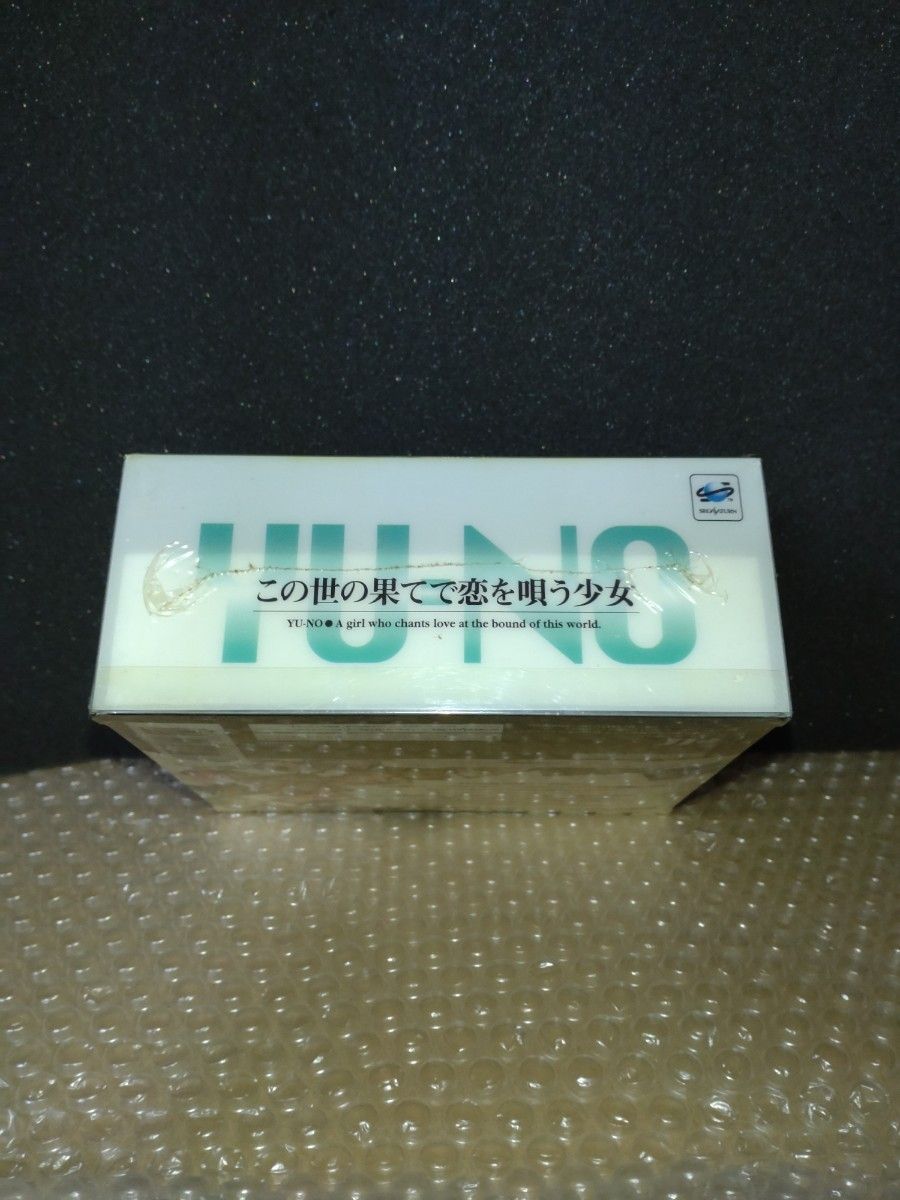 YU-NO
この世の果てで恋を唄う少女
YU-NO● A girl who chants love at the bound of this world.
SEGA SATURN
TM